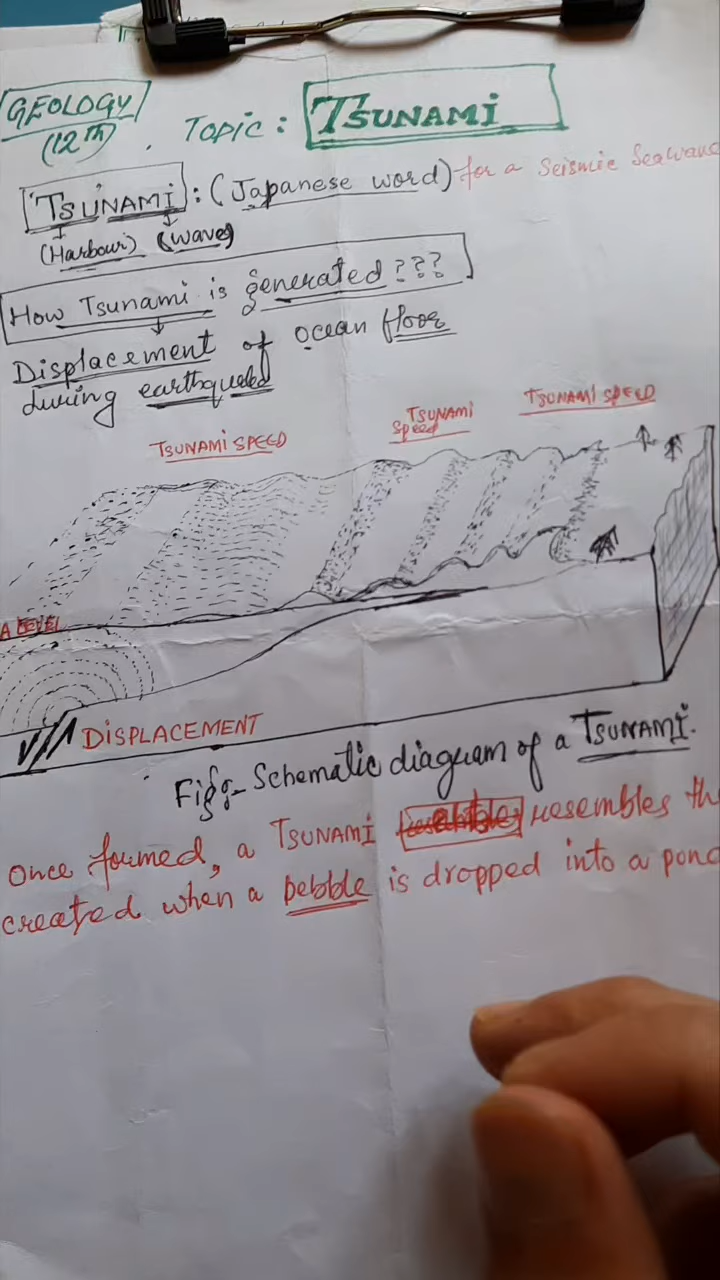 GEOLOGY
(12th) . TOPIC : TSUNAMI
'TSUNAMI : (Japanese word) for a Seismic Seawave
(Harbour) (wave)
How Tsunami is generated???
Displacement of ocean floor
during
TSUNAMI SPEED
TSUNAMI Speed
TSUNAMI SPEED
A LEVEL
DISPLACEMENT
Fig:- Schematic diagram of a TSUNAMI.
Once formed, a TSUNAMI resembles the
created when a pebble is dropped into a pond